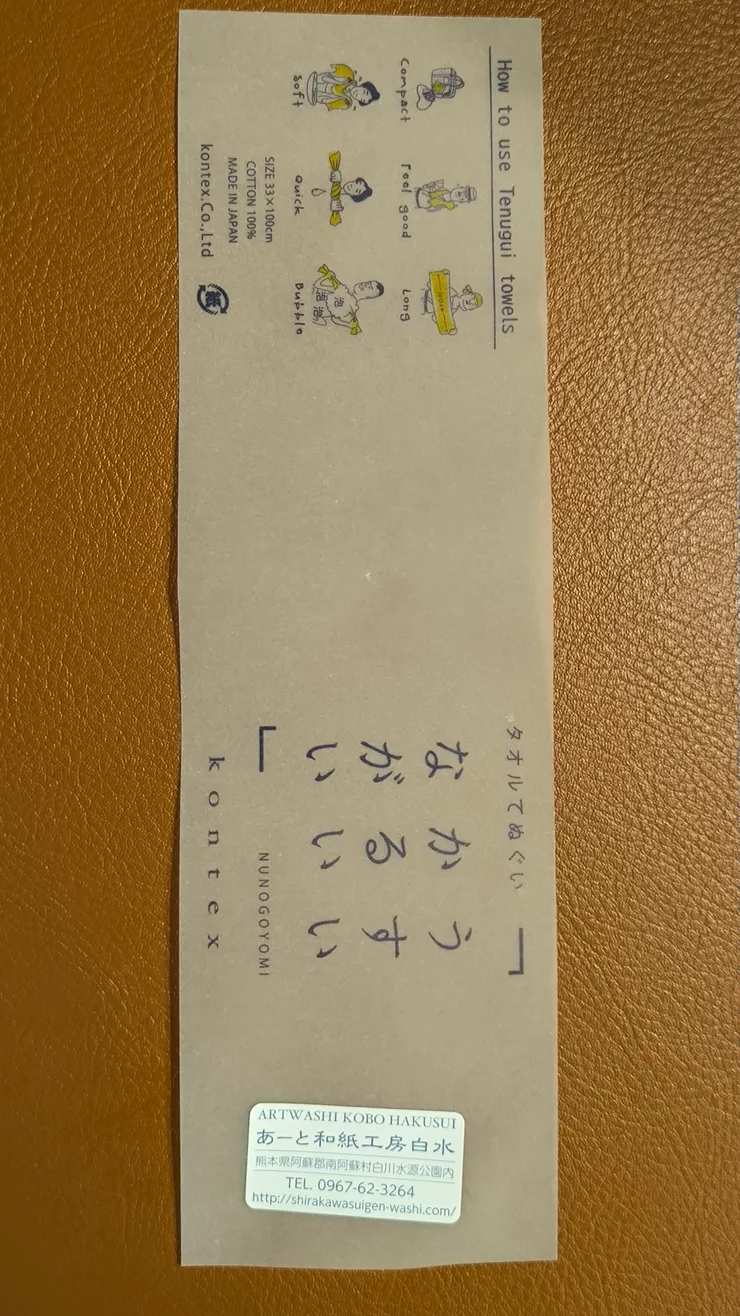 How to use Tenugui towels
Compact
Feel good
Long
Soft
Quick
泡
泡
泡
Bubble
SIZE 33×100cm
COTTON 100%
MADE IN JAPAN
kontex.Co.,Ltd
紙
タオルてぬぐい
「うすい
かるい
ながい」
NUNOGOYOMI
kontex
ARTWASHI KOBO HAKUSUI
あーと和紙工房白水
熊本県阿蘇郡南阿蘇村白川水源公園内
TEL. 0967-62-3264
http://shirakawasuigen-washi.com/